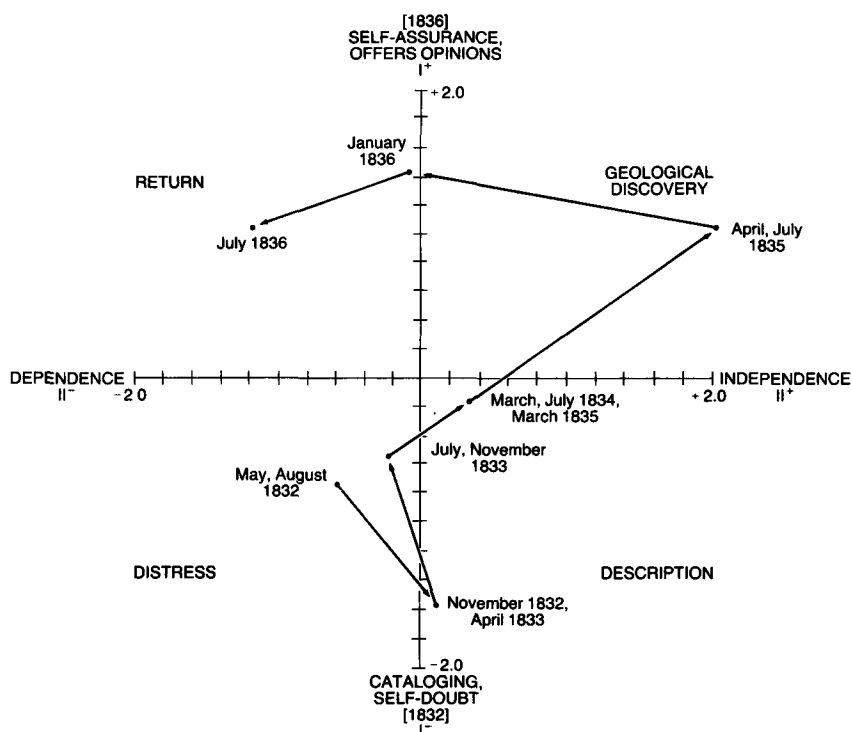 [1836]
SELF-ASSURANCE,
OFFERS OPINIONS
I+
+2.0
January
1836
RETURN
GEOLOGICAL
DISCOVERY
July 1836
April, July
1835
DEPENDENCE
II-
-2.0
INDEPENDENCE
+2.0
II+
March, July 1834,
March 1835
July, November
1833
May, August
1832
DISTRESS
DESCRIPTION
November 1832,
April 1833
-2.0
CATALOGING,
SELF-DOUBT
[1832]
I-